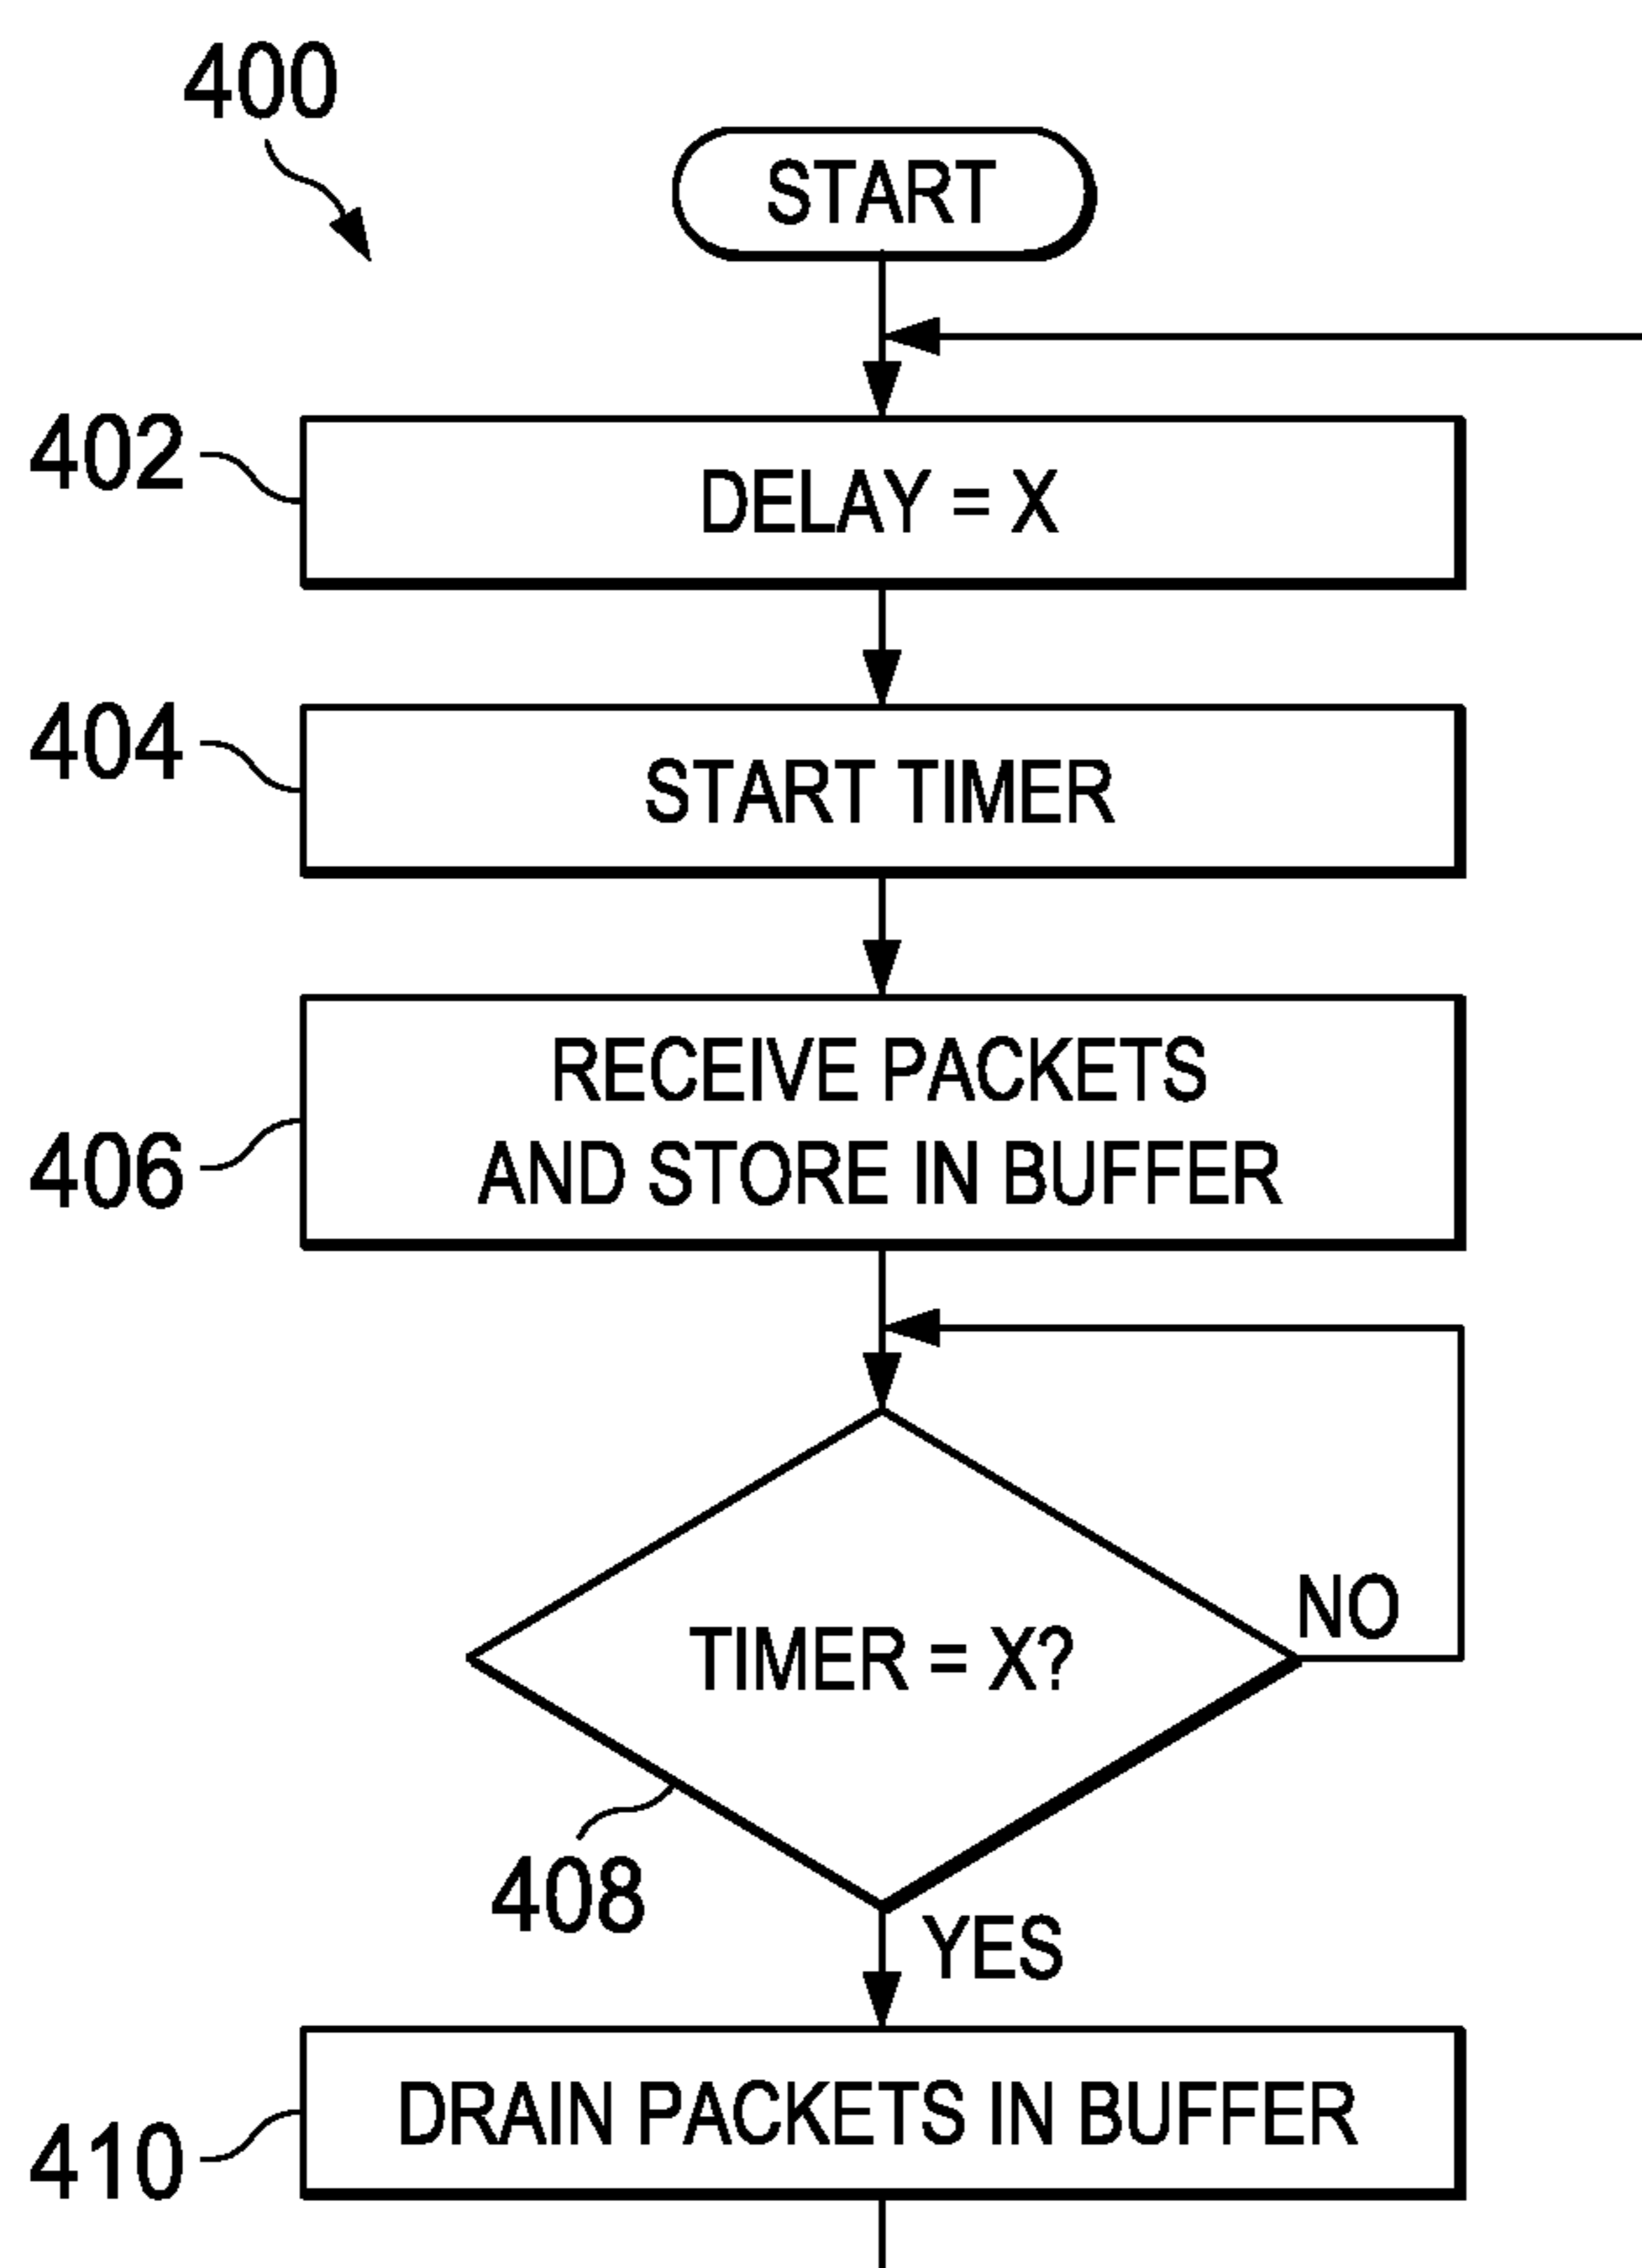 400
START
402
DELAY = X
404
START TIMER
RECEIVE PACKETS
AND STORE IN BUFFER
406
NO
TIMER = X?
408
YES
DRAIN PACKETS IN BUFFER
410